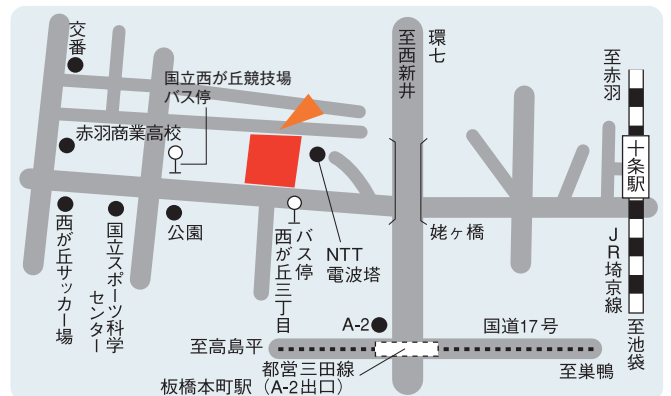 交番
国立西が丘競技場
バス停
赤羽商業高校
西が丘サッカー場
国立スポーツ科学
センター
公園
バス停
西が丘三丁目
NTT
電波塔
環七
至西新井
姥ヶ橋
至赤羽
十条駅
JR埼京線
至池袋
A-2
国道17号
至高島平
都営三田線
板橋本町駅（A-2出口）
至巣鴨